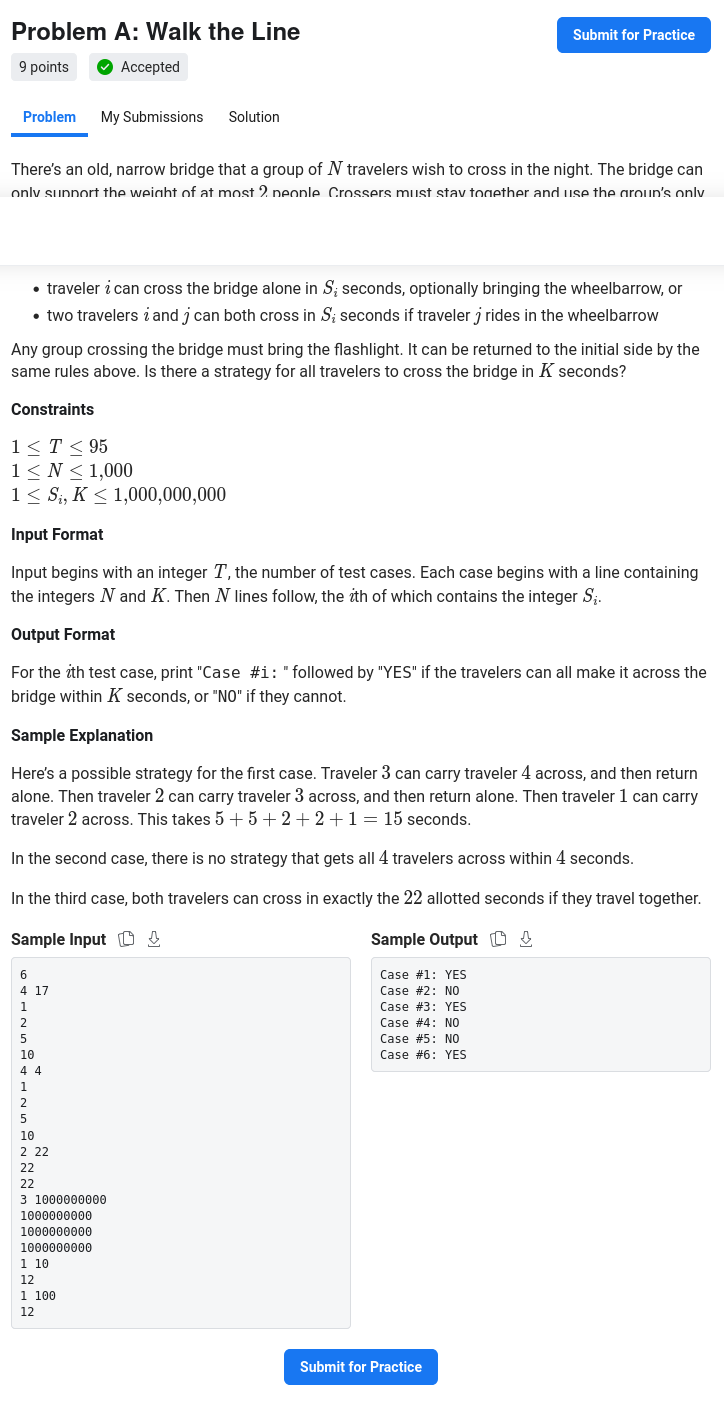 Problem A: Walk the Line
Submit for Practice
9 points
Accepted
Problem
My Submissions
Solution
There's an old, narrow bridge that a group of N travelers wish to cross in the night. The bridge can
only support the weight of at most 2 people. Crossers must stay together and use the group's only
• traveler i can cross the bridge alone in Sᵢ seconds, optionally bringing the wheelbarrow, or
• two travelers i and j can both cross in Sᵢ seconds if traveler j rides in the wheelbarrow
Any group crossing the bridge must bring the flashlight. It can be returned to the initial side by the
same rules above. Is there a strategy for all travelers to cross the bridge in K seconds?
Constraints
1 ≤ T ≤ 95
1 ≤ N ≤ 1,000
1 ≤ Sᵢ, K ≤ 1,000,000,000
Input Format
Input begins with an integer T, the number of test cases. Each case begins with a line containing
the integers N and K. Then N lines follow, the ith of which contains the integer Sᵢ.
Output Format
For the ith test case, print "Case #i: " followed by "YES" if the travelers can all make it across the
bridge within K seconds, or "NO" if they cannot.
Sample Explanation
Here's a possible strategy for the first case. Traveler 3 can carry traveler 4 across, and then return
alone. Then traveler 2 can carry traveler 3 across, and then return alone. Then traveler 1 can carry
traveler 2 across. This takes 5 + 5 + 2 + 2 + 1 = 15 seconds.
In the second case, there is no strategy that gets all 4 travelers across within 4 seconds.
In the third case, both travelers can cross in exactly the 22 allotted seconds if they travel together.
Sample Input
6
4 17
1
2
5
10
4 4
1
2
5
10
2 22
22
22
3 1000000000
1000000000
1000000000
1000000000
1 10
12
1 100
12
Sample Output
Case #1: YES
Case #2: NO
Case #3: YES
Case #4: NO
Case #5: NO
Case #6: YES
Submit for Practice